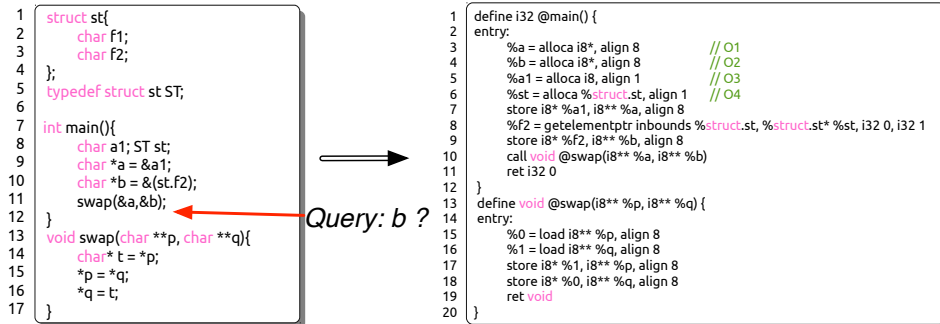 1 struct st{
2 char f1;
3 char f2;
4 };
5 typedef struct st ST;
6
7 int main(){
8 char a1; ST st;
9 char *a = &a1;
10 char *b = &(st.f2);
11 swap(&a,&b);
12 }
13 void swap(char **p, char **q){
14 char* t = *p;
15 *p = *q;
16 *q = t;
17 }
Query: b ?
1 define i32 @main() {
2 entry:
3 %a = alloca i8*, align 8 // O1
4 %b = alloca i8*, align 8 // O2
5 %a1 = alloca i8, align 1 // O3
6 %st = alloca %struct.st, align 1 // O4
7 store i8* %a1, i8** %a, align 8
8 %f2 = getelementptr inbounds %struct.st, %struct.st* %st, i32 0, i32 1
9 store i8* %f2, i8** %b, align 8
10 call void @swap(i8** %a, i8** %b)
11 ret i32 0
12 }
13 define void @swap(i8** %p, i8** %q) {
14 entry:
15 %0 = load i8** %p, align 8
16 %1 = load i8** %q, align 8
17 store i8* %1, i8** %p, align 8
18 store i8* %0, i8** %q, align 8
19 ret void
20 }